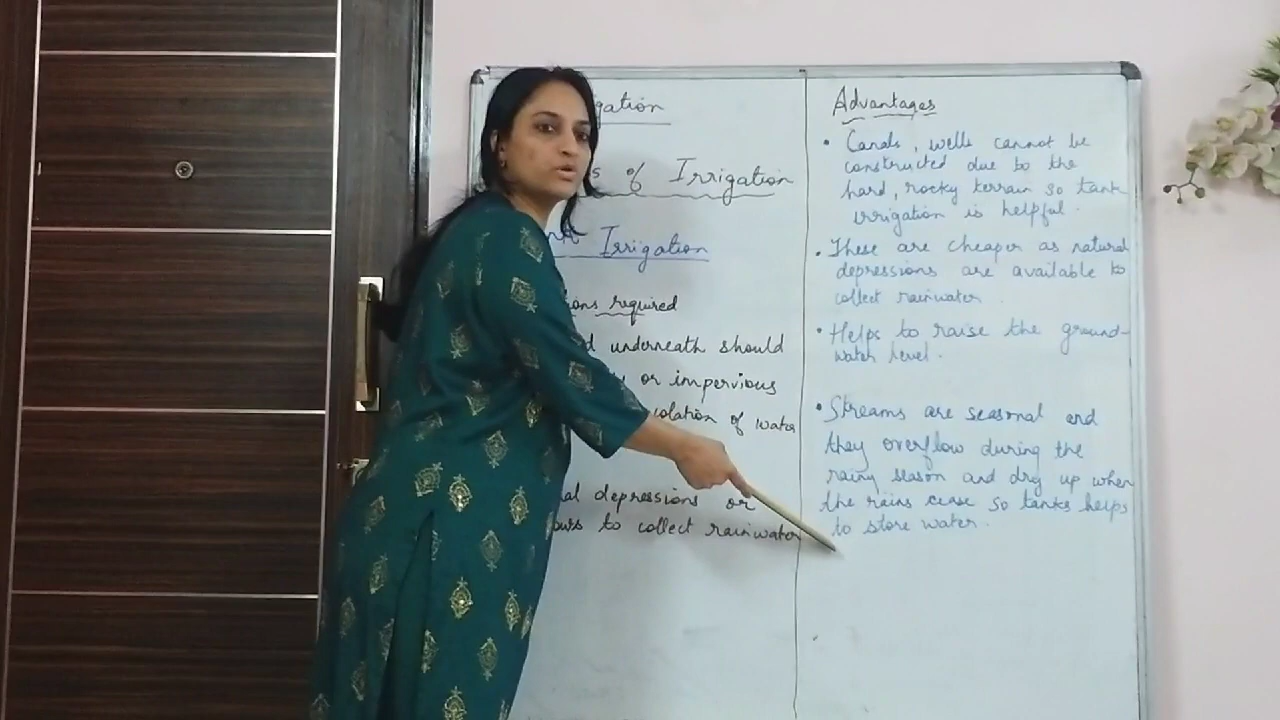 gation
s of Irrigation
Irrigation
ions required
d underneath should
y or impervious
colation of water
al depressions or
ows to collect rainwater
Advantages
• Canals, wells cannot be
constructed due to the
hard, rocky terrain so tank
irrigation is helpful.
• These are cheaper as natural
depressions are available to
collect rainwater.
• Helps to raise the ground-
water level.
• Streams are seasonal and
they overflow during the
rainy season and dry up when
the rains cease so tanks helps
to store water.